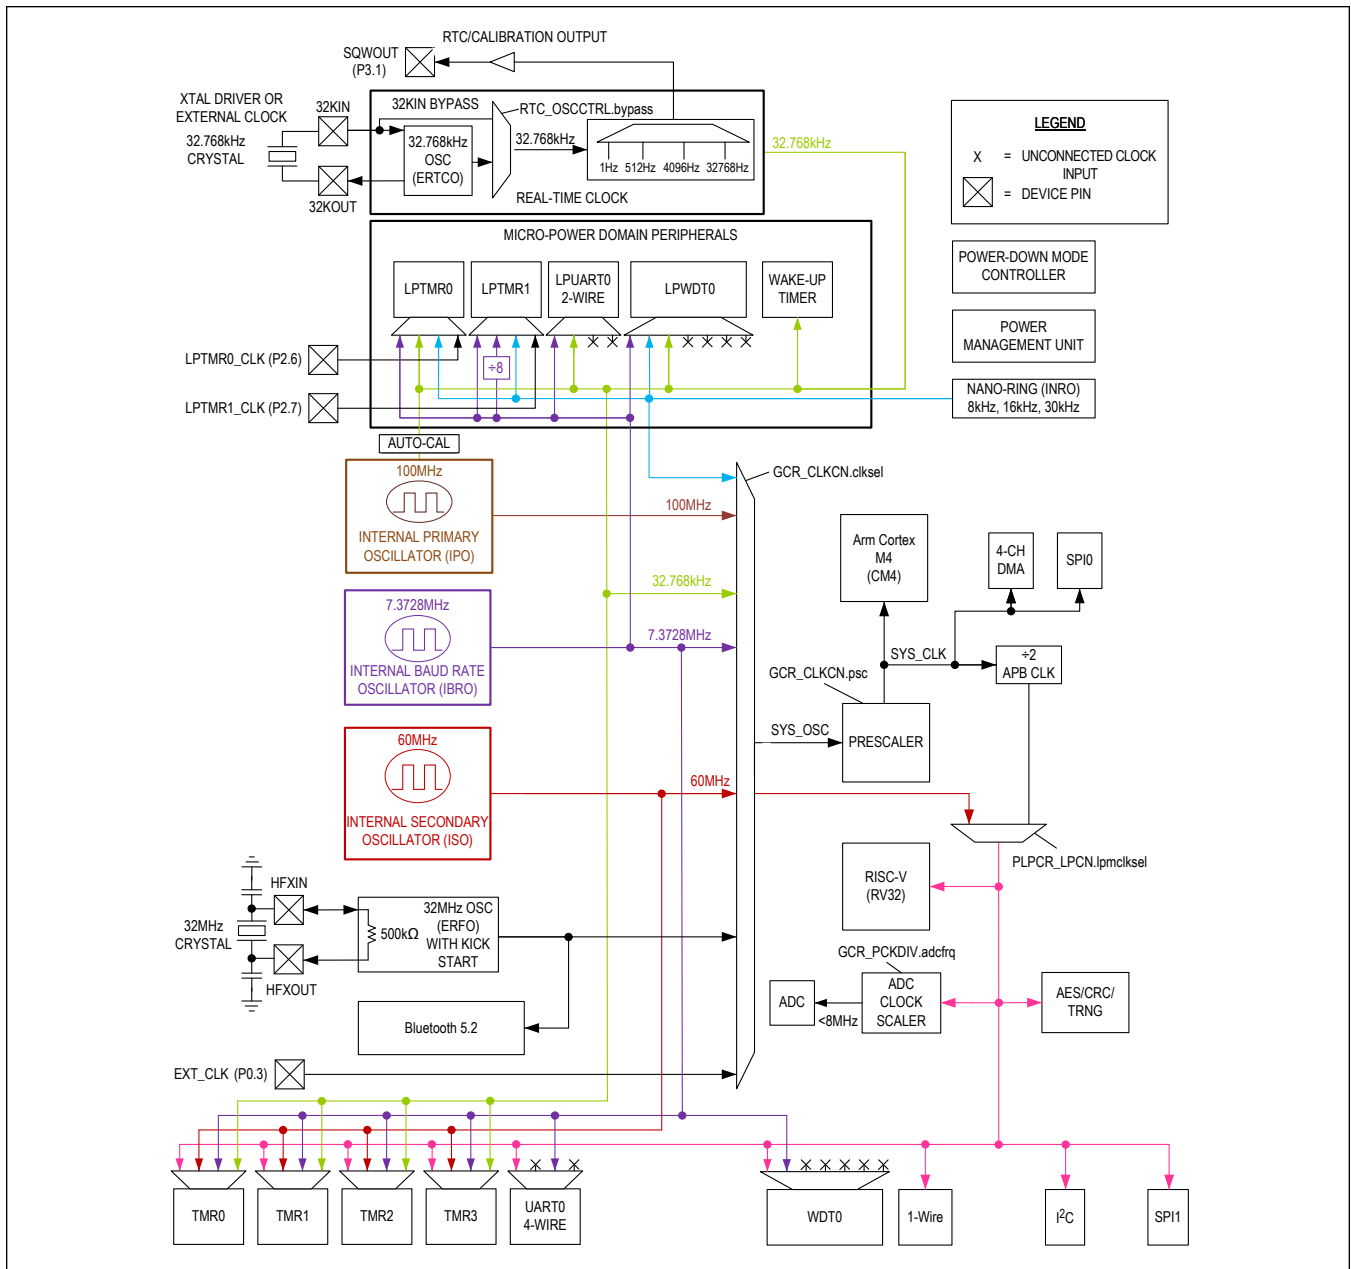 RTC/CALIBRATION OUTPUT
SQWOUT
(P3.1)
XTAL DRIVER OR
EXTERNAL CLOCK
32KIN
32.768kHz
CRYSTAL
32KOUT
32KIN BYPASS
RTC_OSCCTRL.bypass
32.768kHz
OSC
(ERTCO)
32.768kHz
1Hz 512Hz 4096Hz 32768Hz
REAL-TIME CLOCK
32.768kHz
LEGEND
X = UNCONNECTED CLOCK
INPUT
= DEVICE PIN
MICRO-POWER DOMAIN PERIPHERALS
LPTMR0
LPTMR1
LPUART0
2-WIRE
LPWDT0
WAKE-UP
TIMER
÷8
POWER-DOWN MODE
CONTROLLER
POWER
MANAGEMENT UNIT
NANO-RING (INRO)
8kHz, 16kHz, 30kHz
LPTMR0_CLK (P2.6)
LPTMR1_CLK (P2.7)
AUTO-CAL
100MHz
INTERNAL PRIMARY
OSCILLATOR (IPO)
GCR_CLKCN.clksel
100MHz
32.768kHz
7.3728MHz
INTERNAL BAUD RATE
OSCILLATOR (IBRO)
7.3728MHz
Arm Cortex
M4
(CM4)
4-CH
DMA
SPI0
SYS_CLK
÷2
APB CLK
GCR_CLKCN.psc
SYS_OSC
PRESCALER
60MHz
INTERNAL SECONDARY
OSCILLATOR (ISO)
60MHz
PLPCR_LPCN.lpmclksel
RISC-V
(RV32)
HFXIN
32MHz
CRYSTAL
HFXOUT
500kΩ
32MHz OSC
(ERFO)
WITH KICK
START
Bluetooth 5.2
GCR_PCKDIV.adcfrq
ADC
<8MHz
ADC
CLOCK
SCALER
AES/CRC/
TRNG
EXT_CLK (P0.3)
TMR0
TMR1
TMR2
TMR3
UART0
4-WIRE
WDT0
1-Wire
I²C
SPI1